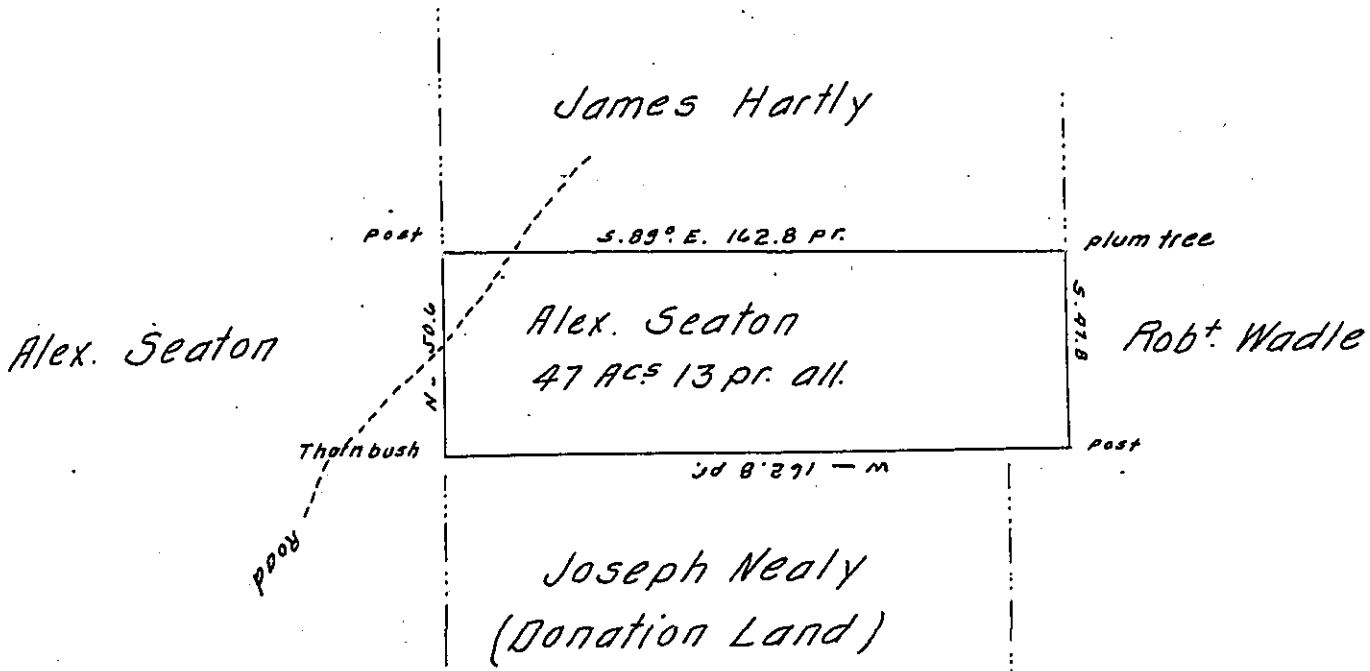 James Hartly
Post
S. 89° E. 162.8 pr.
plum tree
Alex. Seaton
N - 50.6
Alex. Seaton
47 Acs 13 pr. all.
S. 47.8
Robt. Wadle
Thornbush
W - 162.8 pr.
Post
Road
Joseph Nealy
(Donation Land)